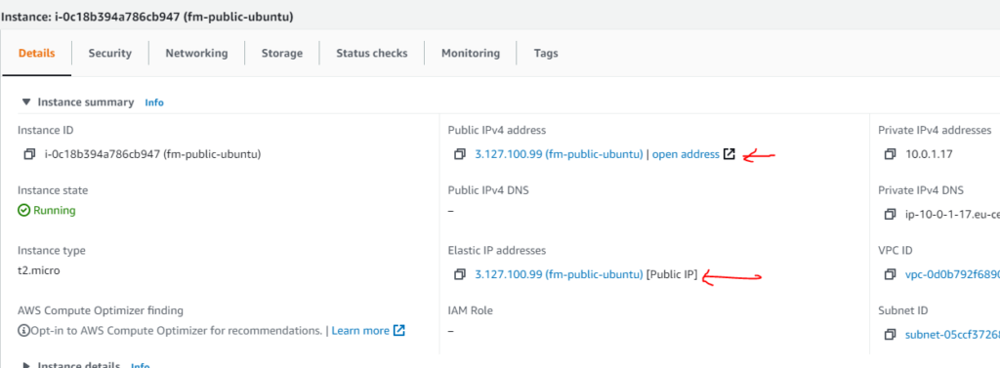 Instance: i-0c18b394a786cb947 (fm-public-ubuntu)
Details Security Networking Storage Status checks Monitoring Tags
Instance summary Info
Instance ID
i-0c18b394a786cb947 (fm-public-ubuntu)
Public IPv4 address
3.127.100.99 (fm-public-ubuntu) | open address
Private IPv4 addresses
10.0.1.17
Instance state
Running
Public IPv4 DNS
–
Private IPv4 DNS
ip-10-0-1-17.eu-ce
Instance type
t2.micro
Elastic IP addresses
3.127.100.99 (fm-public-ubuntu) [Public IP]
VPC ID
vpc-0d0b792f6890
AWS Compute Optimizer finding
Opt-in to AWS Compute Optimizer for recommendations. | Learn more
IAM Role
–
Subnet ID
subnet-05ccf37268
Instance details Info